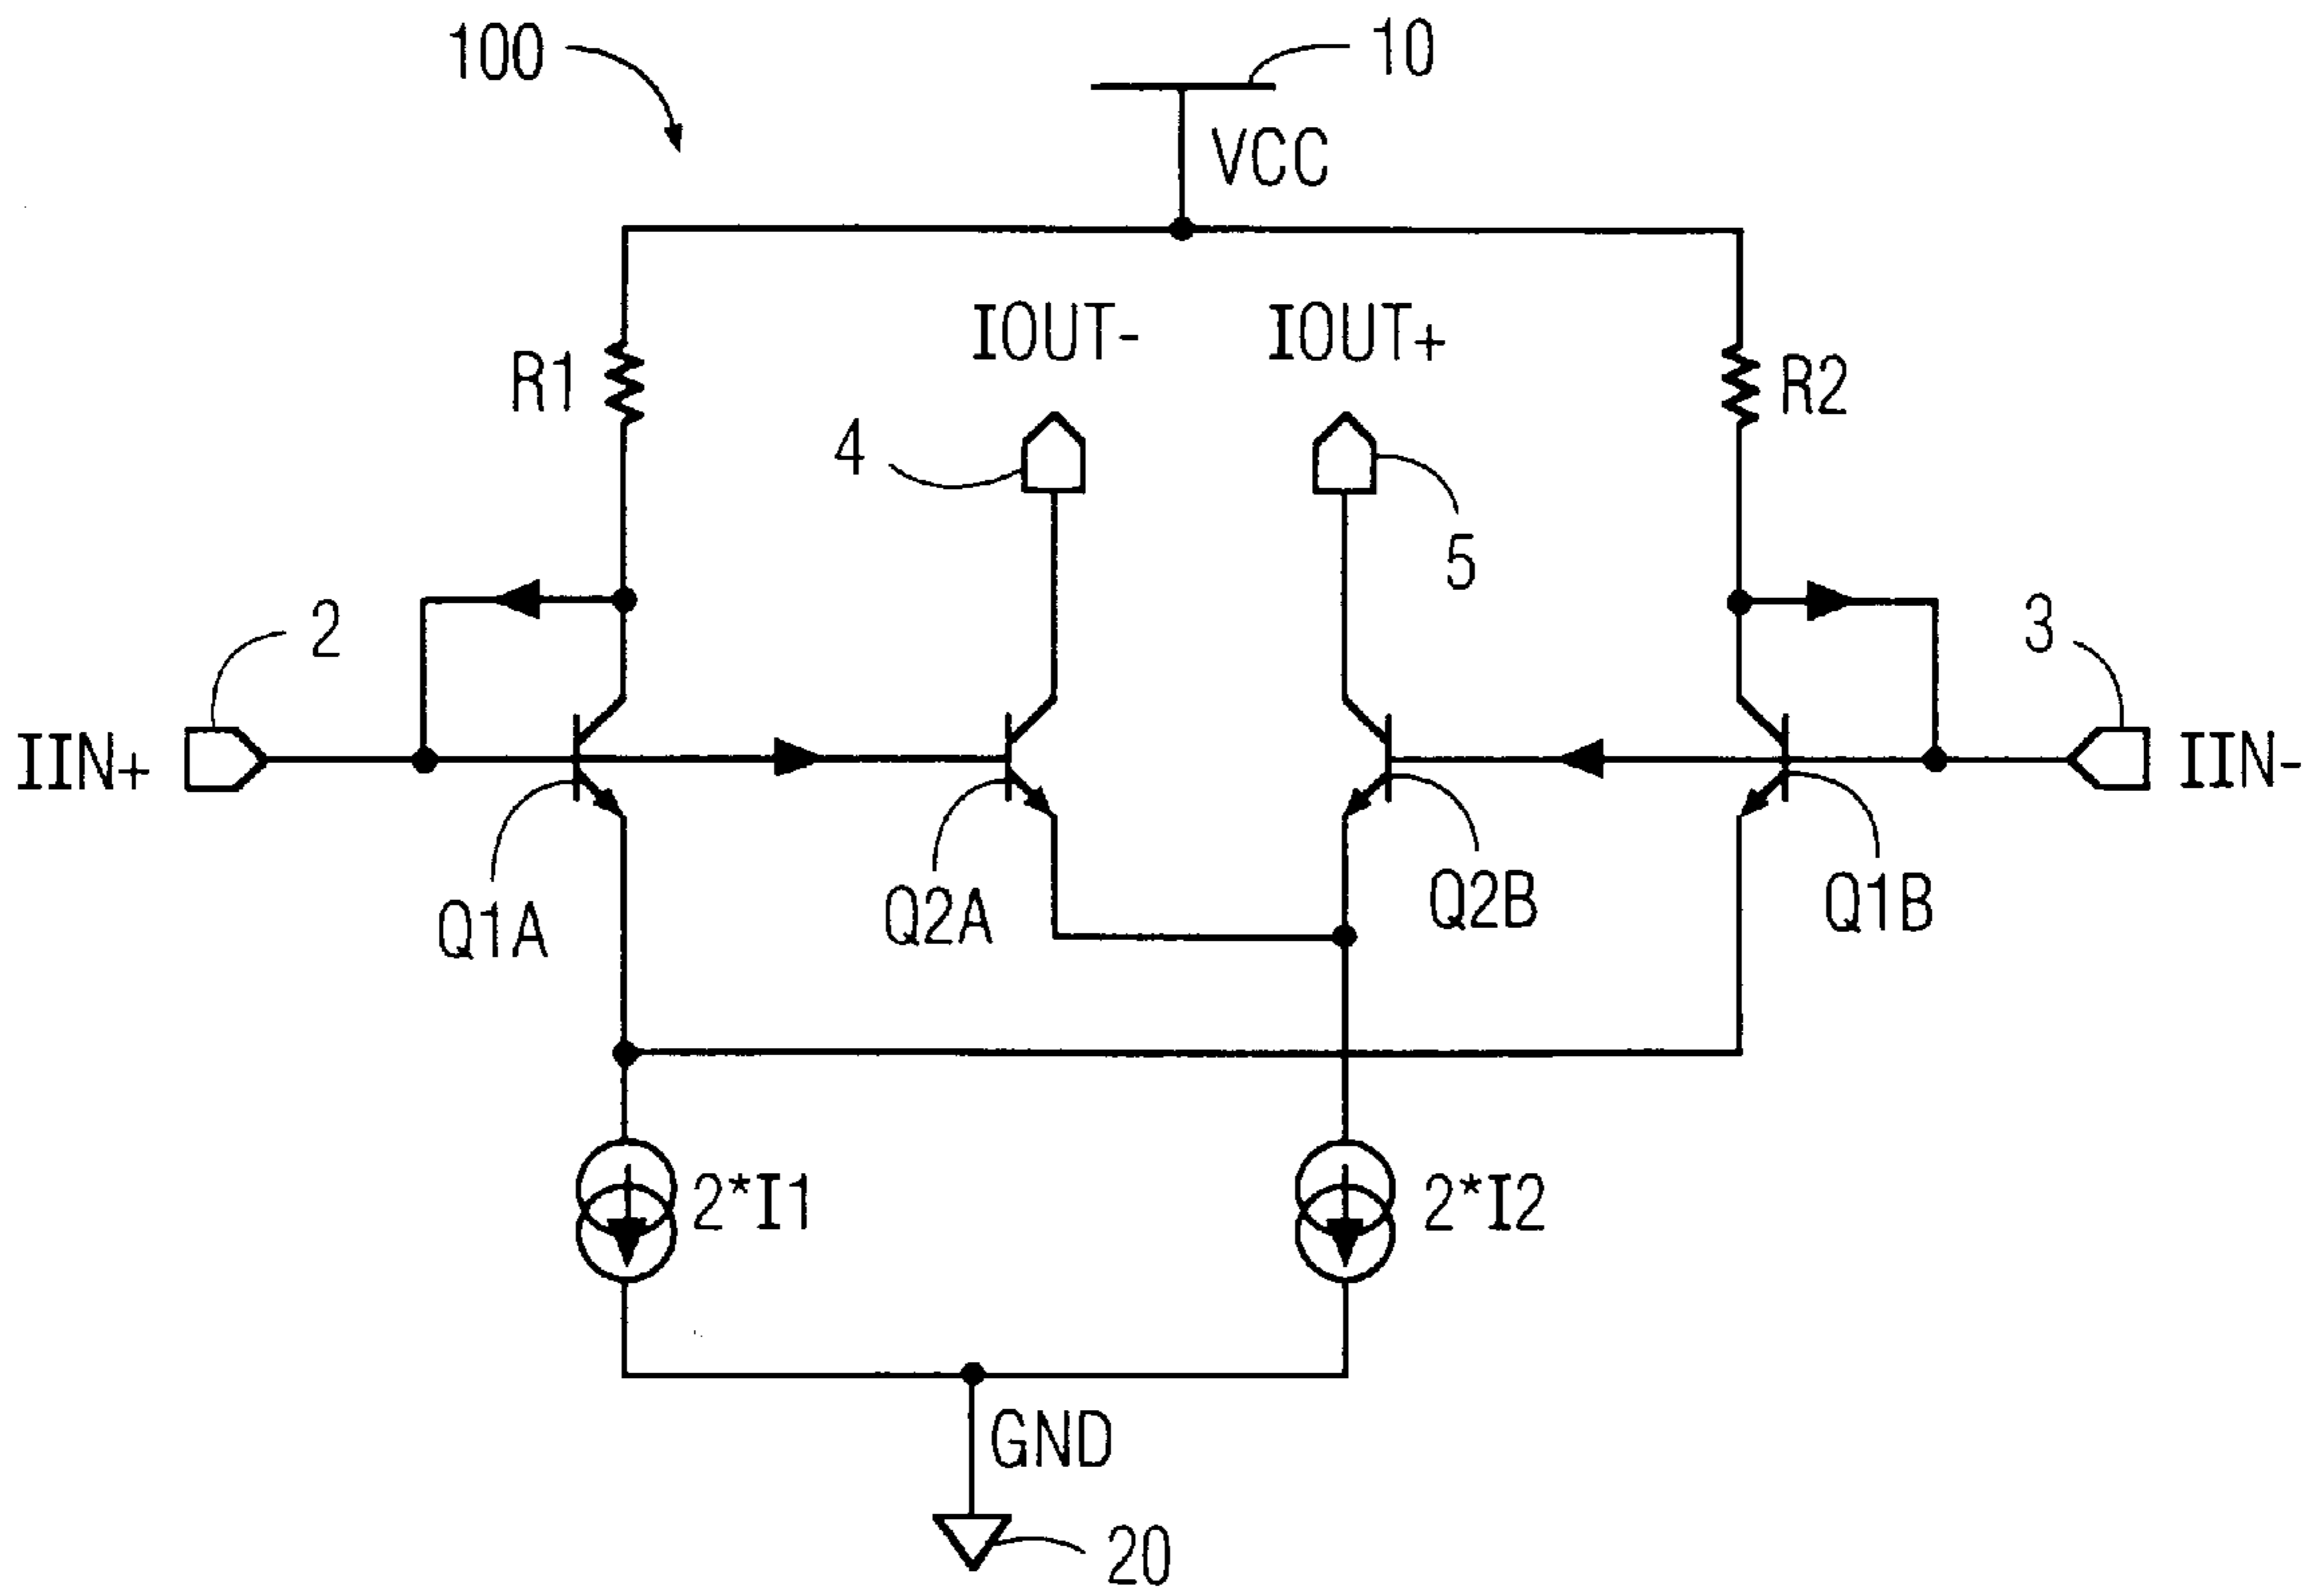 100
10
VCC
IOUT-
IOUT+
R1
R2
4
5
2
3
IIN+
IIN-
Q1A
Q2A
Q2B
Q1B
2*I1
2*I2
GND
20